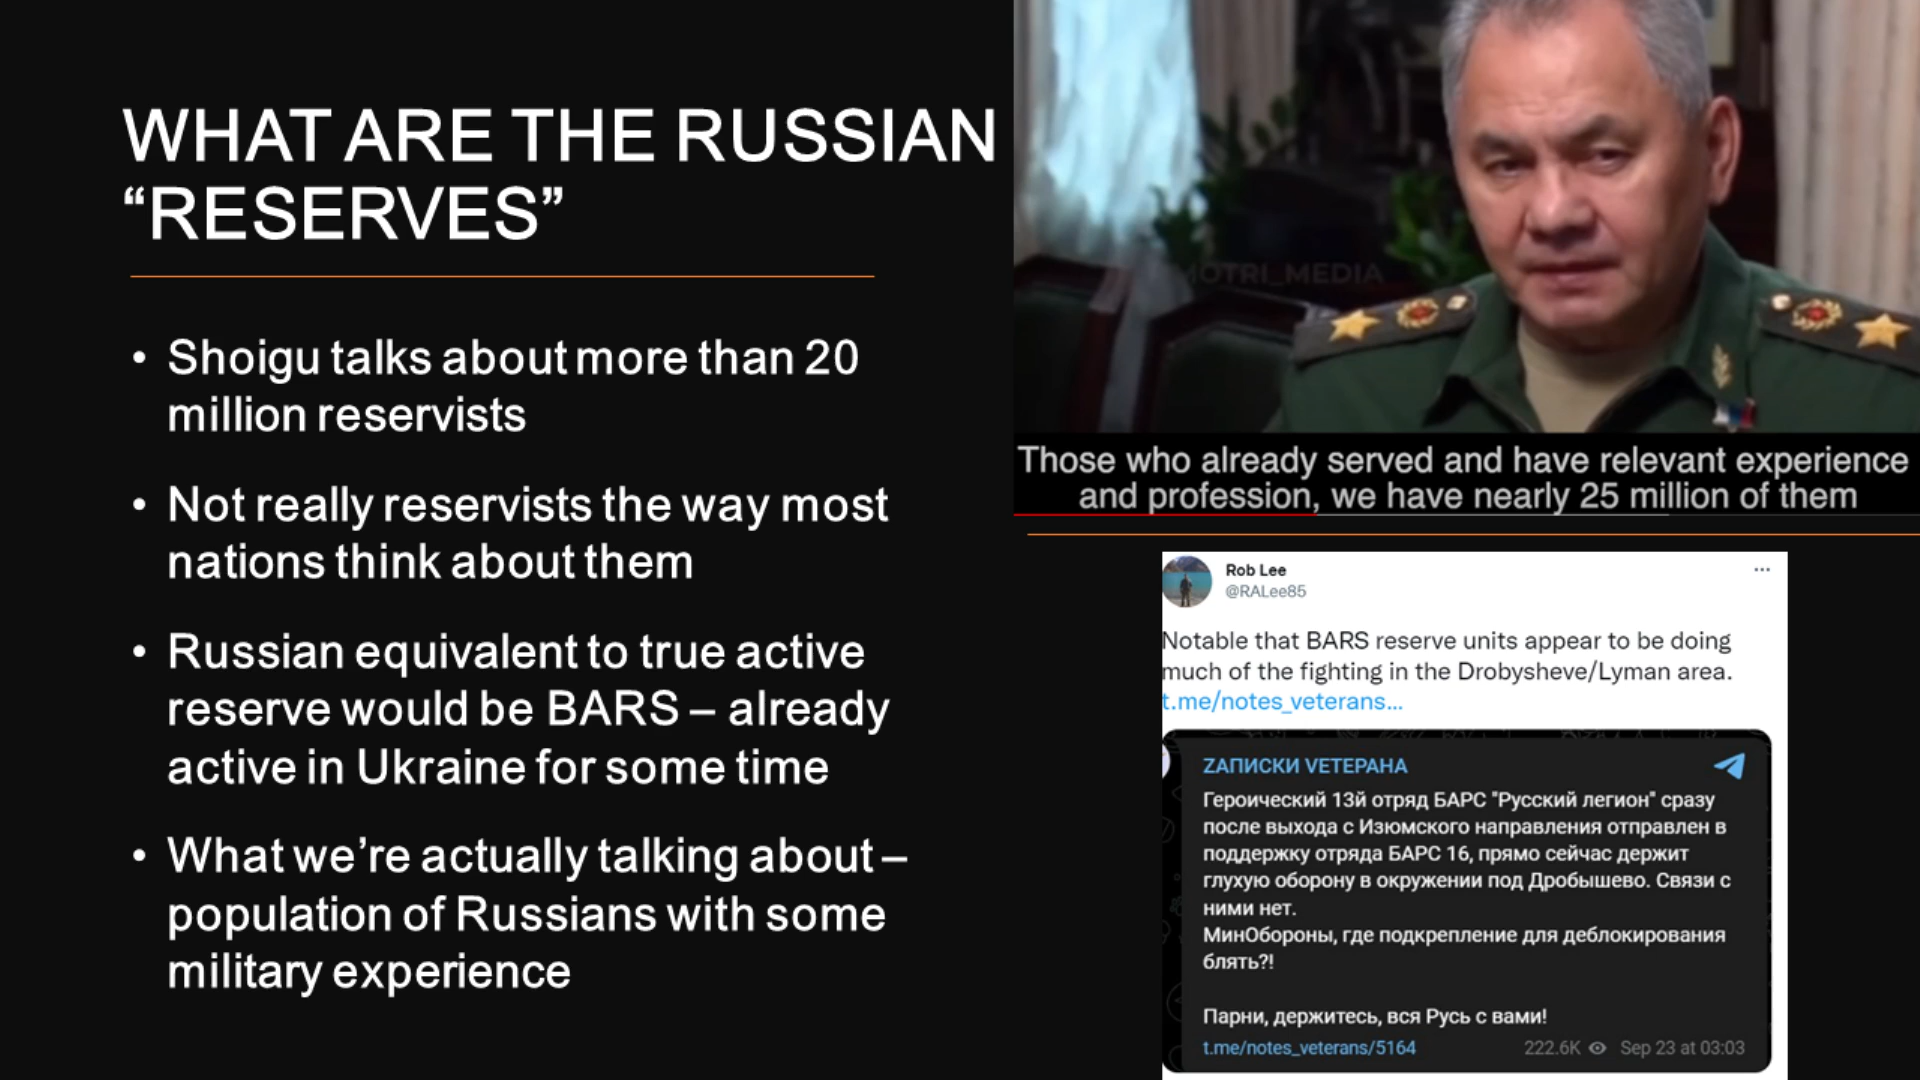 WHAT ARE THE RUSSIAN
“RESERVES”
• Shoigu talks about more than 20
million reservists
• Not really reservists the way most
nations think about them
• Russian equivalent to true active
reserve would be BARS – already
active in Ukraine for some time
• What we’re actually talking about –
population of Russians with some
military experience
MOTRI_MEDIA
Those who already served and have relevant experience
and profession, we have nearly 25 million of them
Rob Lee
@RALee85
Notable that BARS reserve units appear to be doing
much of the fighting in the Drobysheve/Lyman area.
t.me/notes_veterans...
ZАПИСКИ VЕТЕРАНА
Героический 13й отряд БАРС "Русский легион" сразу
после выхода с Изюмского направления отправлен в
поддержку отряда БАРС 16, прямо сейчас держит
глухую оборону в окружении под Дробышево. Связи с
ними нет.
МинОбороны, где подкрепление для деблокирования
блять?!
Парни, держитесь, вся Русь с вами!
t.me/notes_veterans/5164
222.6K Sep 23 at 03:03